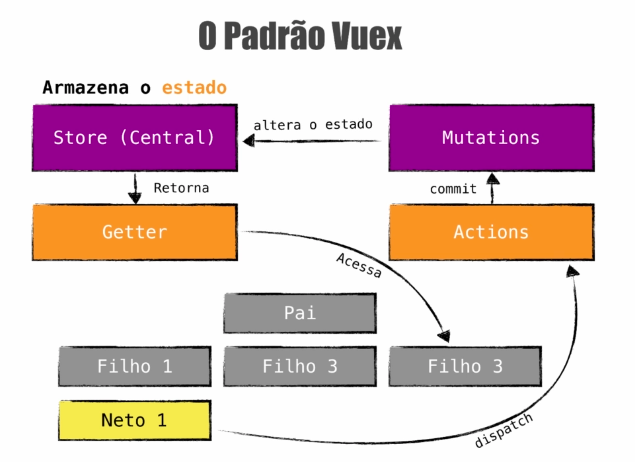 O Padrão Vuex
Armazena o estado
Store (Central)
altera o estado
Mutations
Retorna
commit
Getter
Actions
Acessa
Pai
Filho 1
Filho 3
Filho 3
Neto 1
dispatch